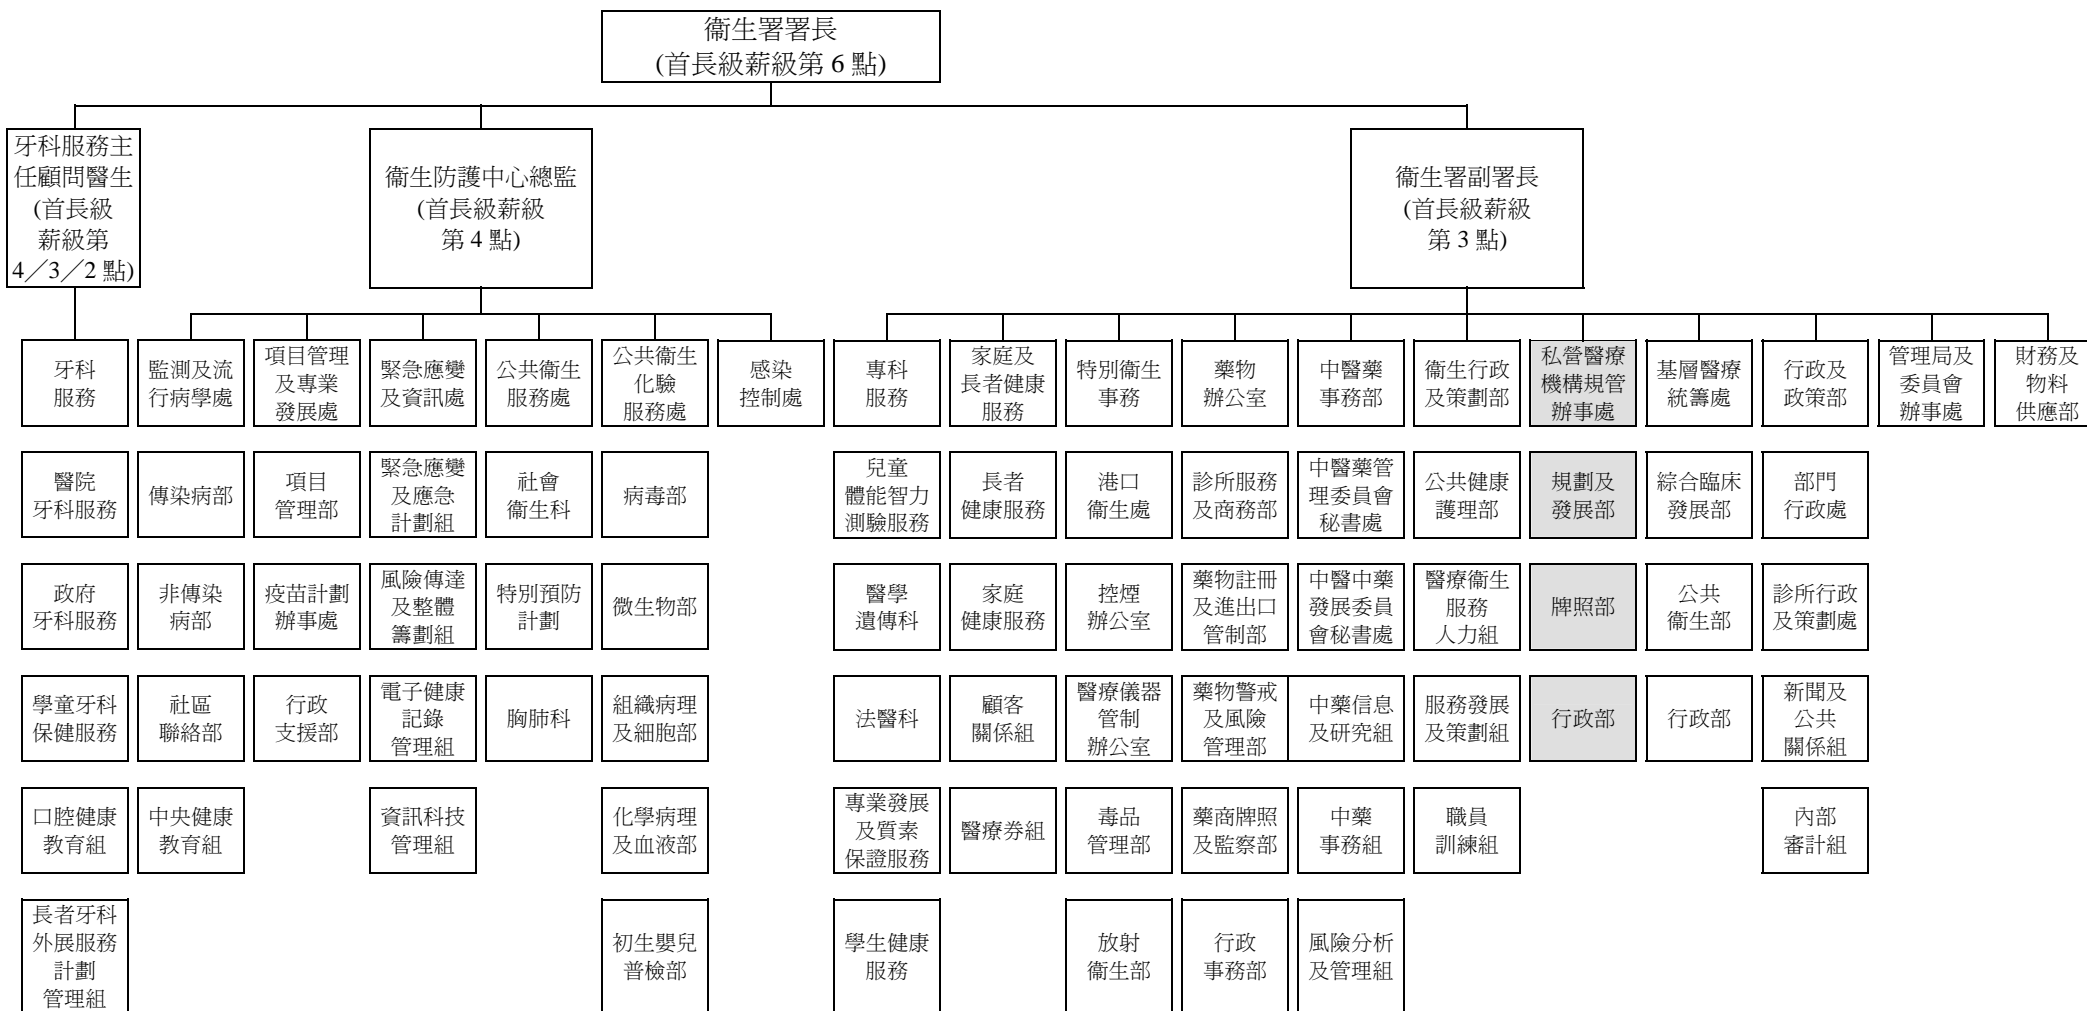 衞生署署長
(首長級薪級第 6 點)
牙科服務主
任顧問醫生
(首長級
薪級第
4／3／2 點)
衞生防護中心總監
(首長級薪級
第 4 點)
衞生署副署長
(首長級薪級
第 3 點)
牙科
服務
監測及流
行病學處
項目管理
及專業
發展處
緊急應變
及資訊處
公共衞生
服務處
公共衞生
化驗
服務處
感染
控制處
專科
服務
家庭及
長者健康
服務
特別衞生
事務
藥物
辦公室
中醫藥
事務部
衞生行政
及策劃部
私營醫療
機構規管
辦事處
基層醫療
統籌處
行政及
政策部
管理局及
委員會
辦事處
財務及
物料
供應部
醫院
牙科服務
傳染病部
項目
管理部
緊急應變
及應急
計劃組
社會
衞生科
病毒部
兒童
體能智力
測驗服務
長者
健康服務
港口
衞生處
診所服務
及商務部
中醫藥管
理委員會
秘書處
公共健康
護理部
規劃及
發展部
綜合臨床
發展部
部門
行政處
政府
牙科服務
非傳染
病部
疫苗計劃
辦事處
風險傳達
及整體
籌劃組
特別預防
計劃
微生物部
醫學
遺傳科
家庭
健康服務
控煙
辦公室
藥物註冊
及進出口
管制部
中醫中藥
發展委員
會秘書處
醫療衞生
服務
人力組
牌照部
公共
衞生部
診所行政
及策劃處
學童牙科
保健服務
社區
聯絡部
行政
支援部
電子健康
記錄
管理組
胸肺科
組織病理
及細胞部
法醫科
顧客
關係組
醫療儀器
管制
辦公室
藥物警戒
及風險
管理部
中藥信息
及研究組
服務發展
及策劃組
行政部
行政部
新聞及
公共
關係組
口腔健康
教育組
中央健康
教育組
資訊科技
管理組
化學病理
及血液部
專業發展
及質素
保證服務
醫療券組
毒品
管理部
藥商牌照
及監察部
中藥
事務組
職員
訓練組
內部
審計組
長者牙科
外展服務
計劃
管理組
初生嬰兒
普檢部
學生健康
服務
放射
衞生部
行政
事務部
風險分析
及管理組